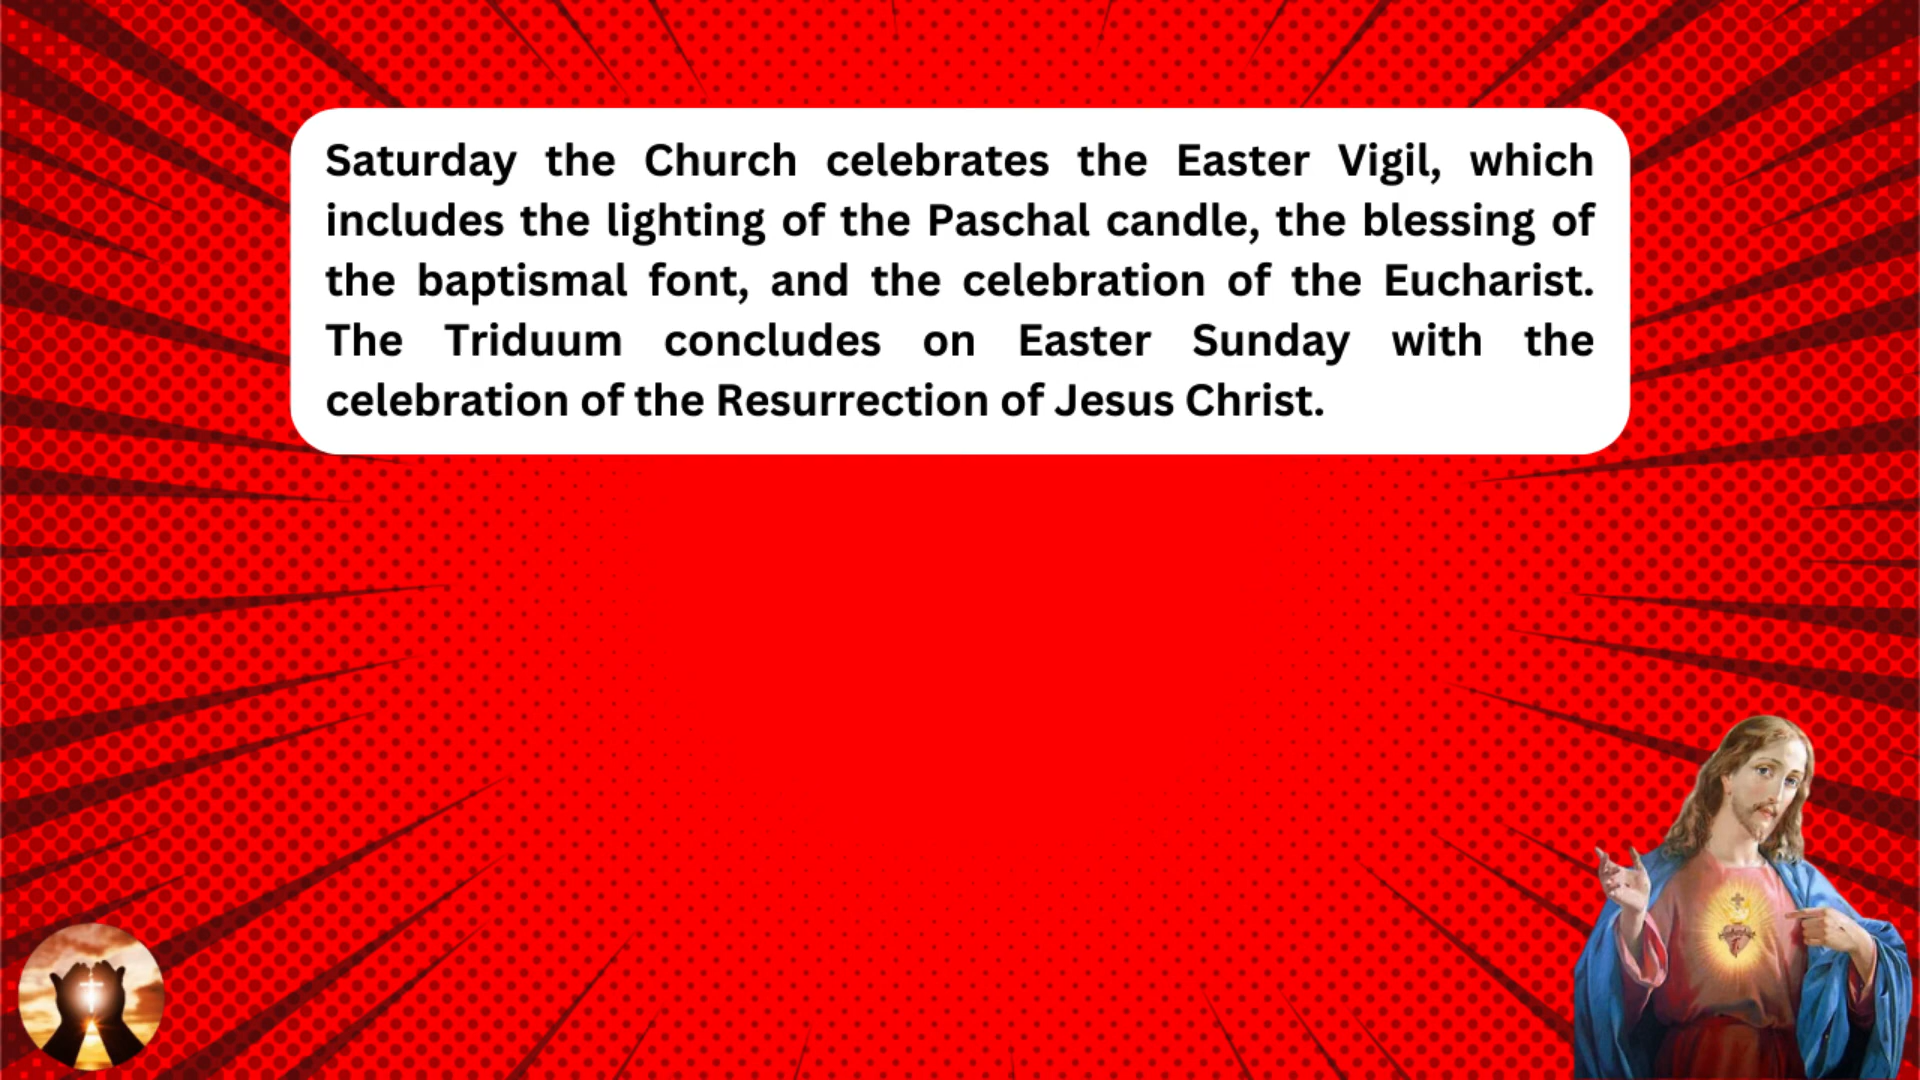 Saturday the Church celebrates the Easter Vigil, which
includes the lighting of the Paschal candle, the blessing of
the baptismal font, and the celebration of the Eucharist.
The Triduum concludes on Easter Sunday with the
celebration of the Resurrection of Jesus Christ.